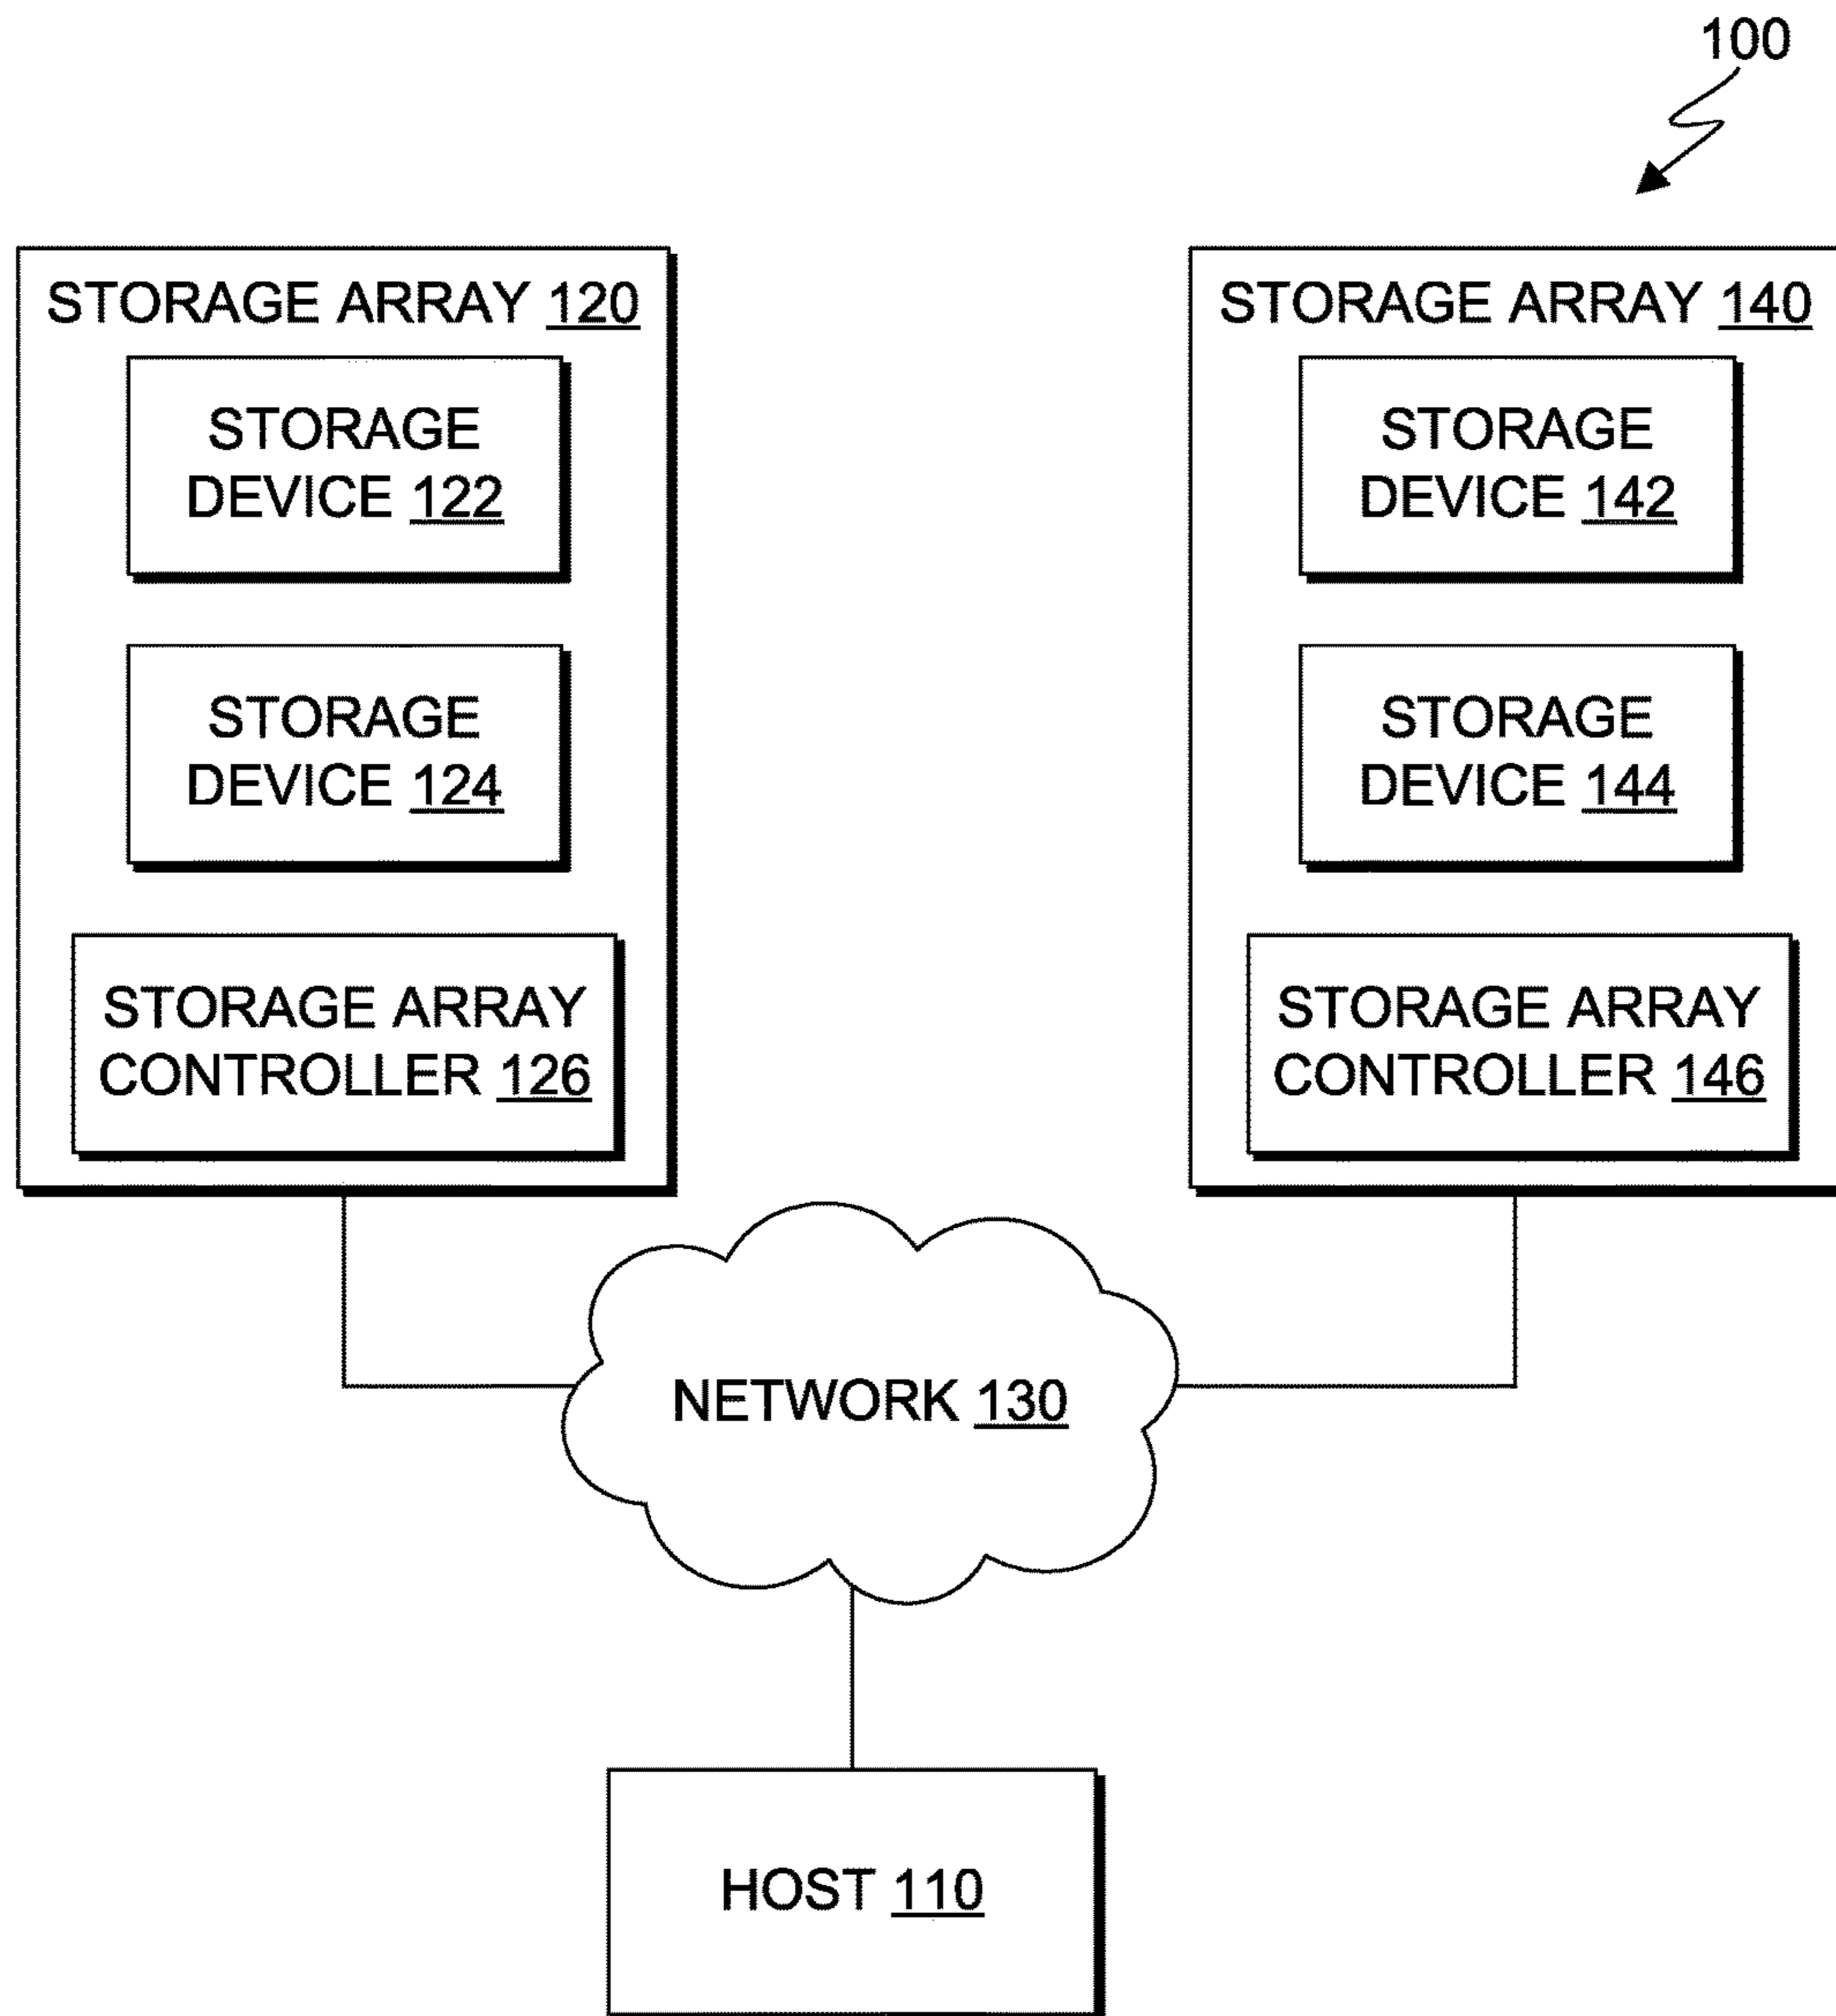 100
STORAGE ARRAY 120
STORAGE
DEVICE 122
STORAGE
DEVICE 124
STORAGE ARRAY
CONTROLLER 126
STORAGE ARRAY 140
STORAGE
DEVICE 142
STORAGE
DEVICE 144
STORAGE ARRAY
CONTROLLER 146
NETWORK 130
HOST 110